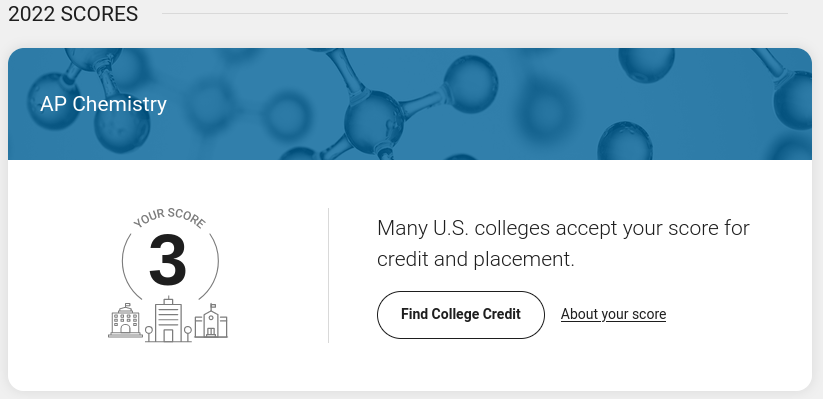 2022 SCORES
AP Chemistry
YOUR SCORE
3
Many U.S. colleges accept your score for
credit and placement.
Find College Credit
About your score